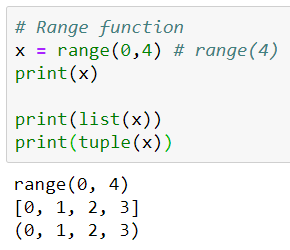 # Range function
x = range(0,4) # range(4)
print(x)
print(list(x))
print(tuple(x))
range(0, 4)
[0, 1, 2, 3]
(0, 1, 2, 3)